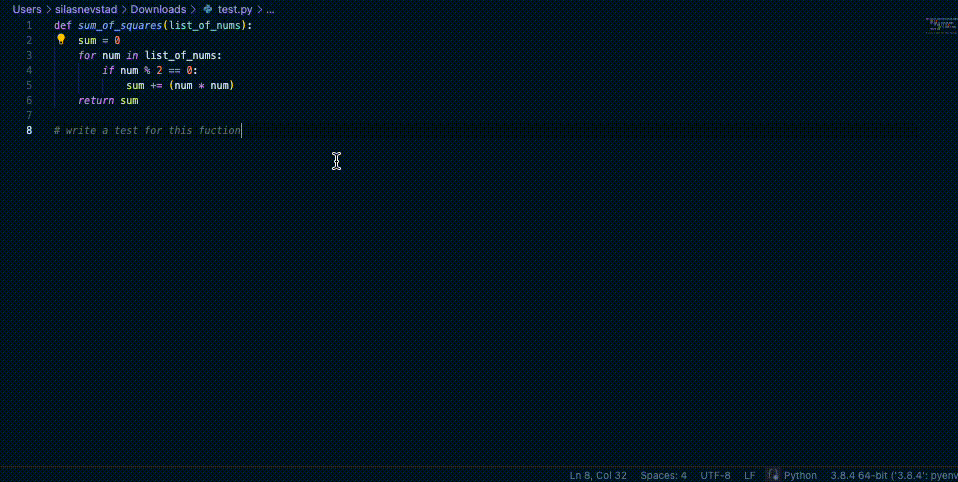 Users > silasnevstad > Downloads > test.py > ...
1 def sum_of_squares(list_of_nums):
2     sum = 0
3     for num in list_of_nums:
4         if num % 2 == 0:
5             sum += (num * num)
6     return sum
7
8 # write a test for this fuction
Ln 8, Col 32 Spaces: 4 UTF-8 LF Python 3.8.4 64-bit ('3.8.4': pyenv